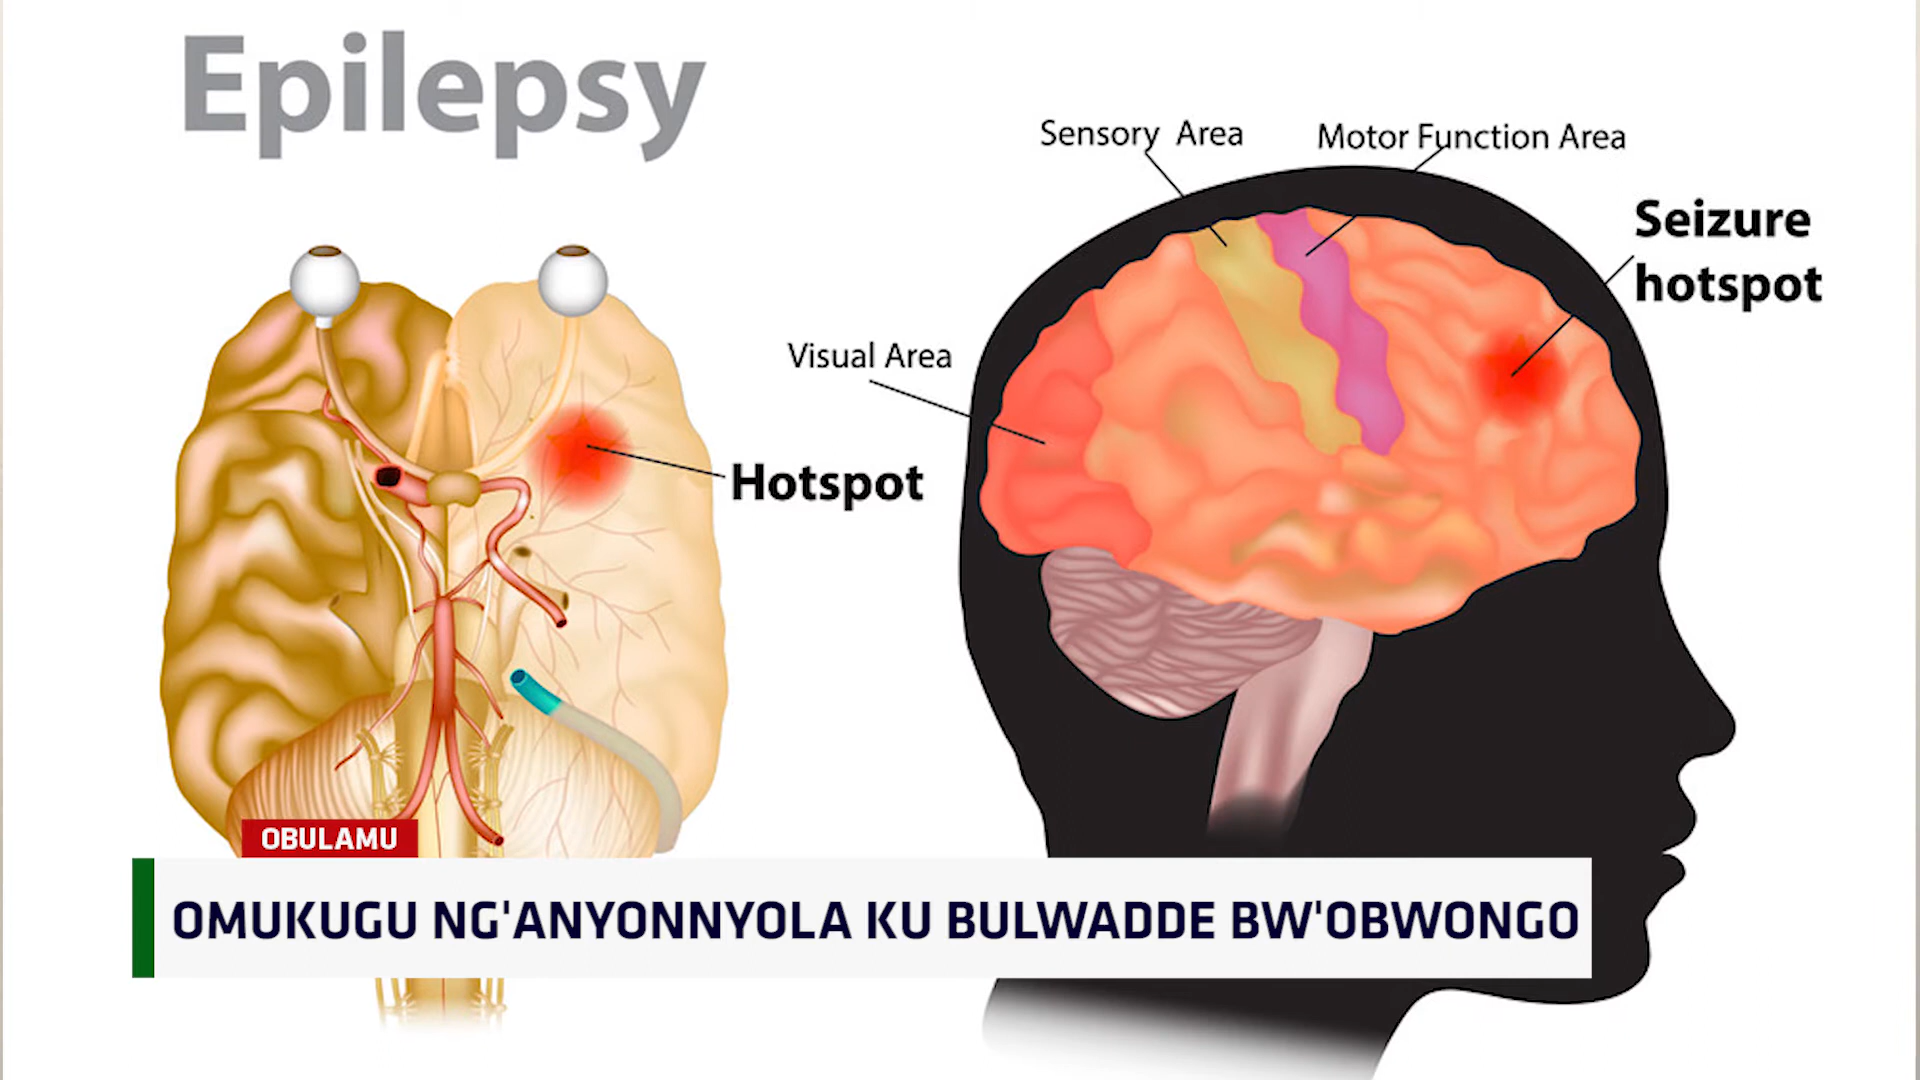 Epilepsy
Sensory Area
Motor Function Area
Seizure
hotspot
Visual Area
Hotspot
OBULAMU
OMUKUGU NG'ANYONNYOLA KU BULWADDE BW'OBWONGO